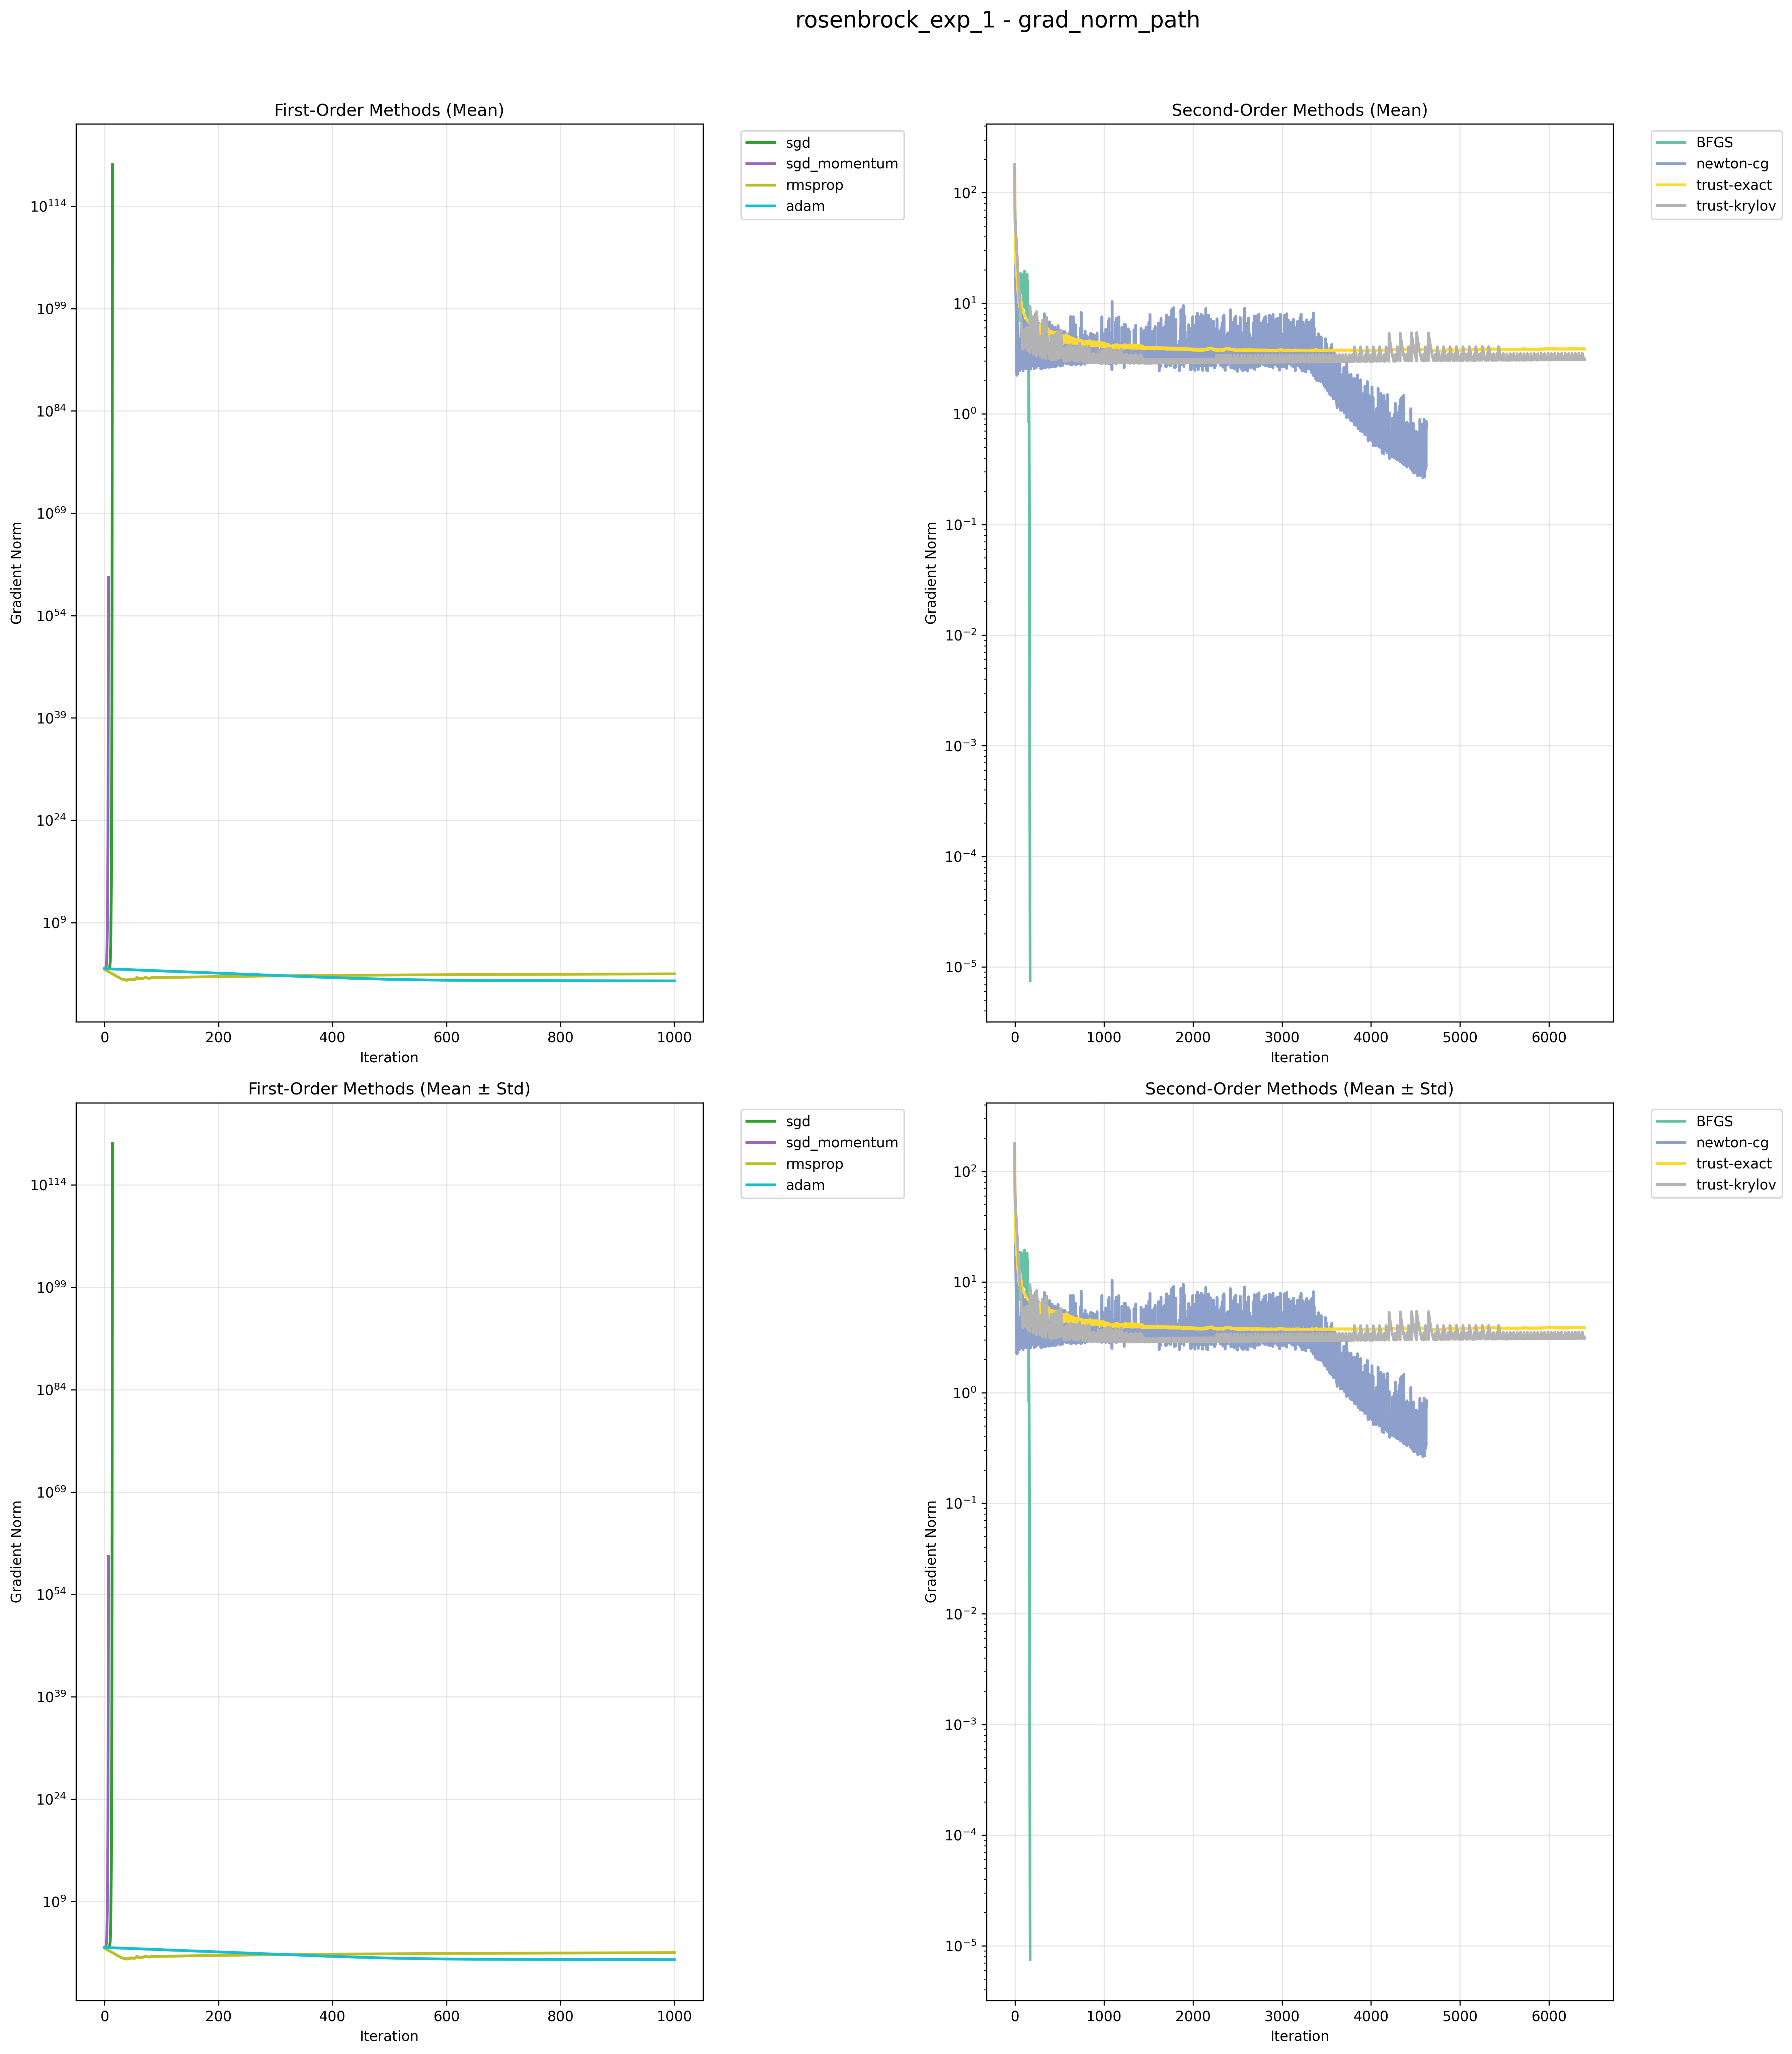 rosenbrock_exp_1 - grad_norm_path
First-Order Methods (Mean)
10^114
10^99
10^84
10^69
10^54
10^39
10^24
10^9
Gradient Norm
0 200 400 600 800 1000
Iteration
sgd
sgd_momentum
rmsprop
adam
Second-Order Methods (Mean)
10^2
10^1
10^0
10^−1
10^−2
10^−3
10^−4
10^−5
Gradient Norm
0 1000 2000 3000 4000 5000 6000
Iteration
BFGS
newton-cg
trust-exact
trust-krylov
First-Order Methods (Mean ± Std)
10^114
10^99
10^84
10^69
10^54
10^39
10^24
10^9
Gradient Norm
0 200 400 600 800 1000
Iteration
sgd
sgd_momentum
rmsprop
adam
Second-Order Methods (Mean ± Std)
10^2
10^1
10^0
10^−1
10^−2
10^−3
10^−4
10^−5
Gradient Norm
0 1000 2000 3000 4000 5000 6000
Iteration
BFGS
newton-cg
trust-exact
trust-krylov